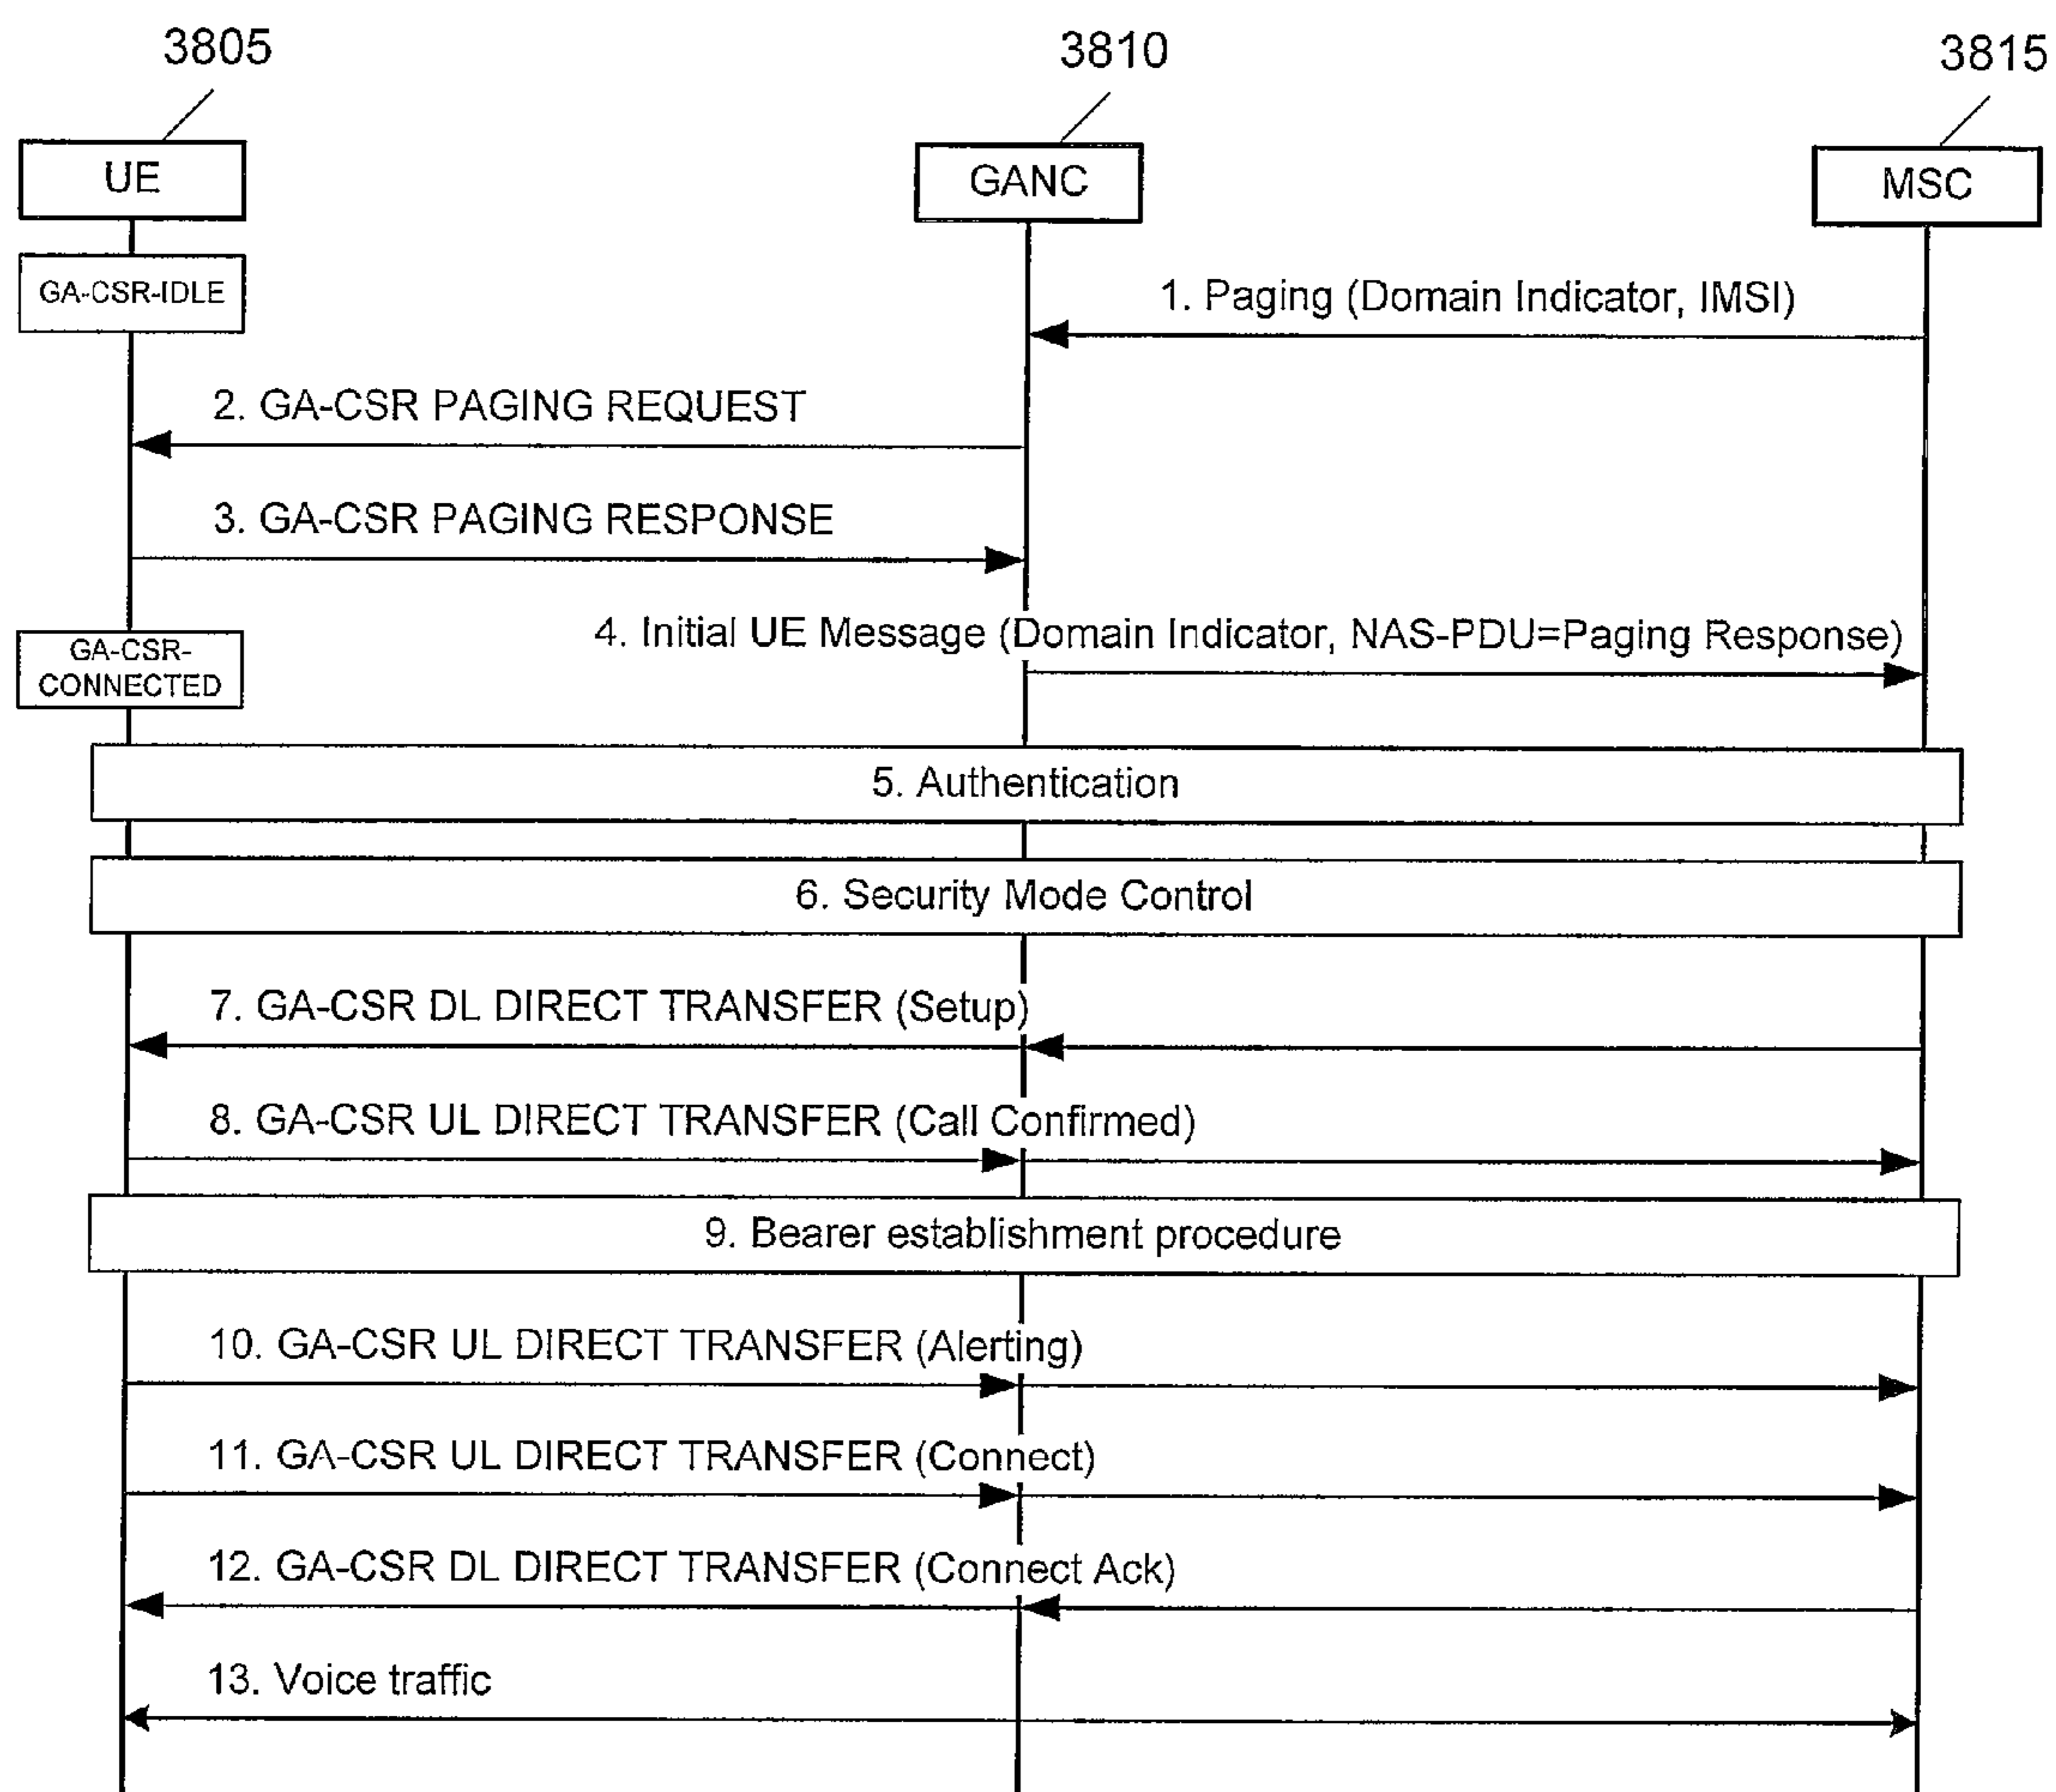 3805
3810
3815
UE
GANC
MSC
GA-CSR-IDLE
1. Paging (Domain Indicator, IMSI)
2. GA-CSR PAGING REQUEST
3. GA-CSR PAGING RESPONSE
4. Initial UE Message (Domain Indicator, NAS-PDU=Paging Response)
GA-CSR-
CONNECTED
5. Authentication
6. Security Mode Control
7. GA-CSR DL DIRECT TRANSFER (Setup)
8. GA-CSR UL DIRECT TRANSFER (Call Confirmed)
9. Bearer establishment procedure
10. GA-CSR UL DIRECT TRANSFER (Alerting)
11. GA-CSR UL DIRECT TRANSFER (Connect)
12. GA-CSR DL DIRECT TRANSFER (Connect Ack)
13. Voice traffic